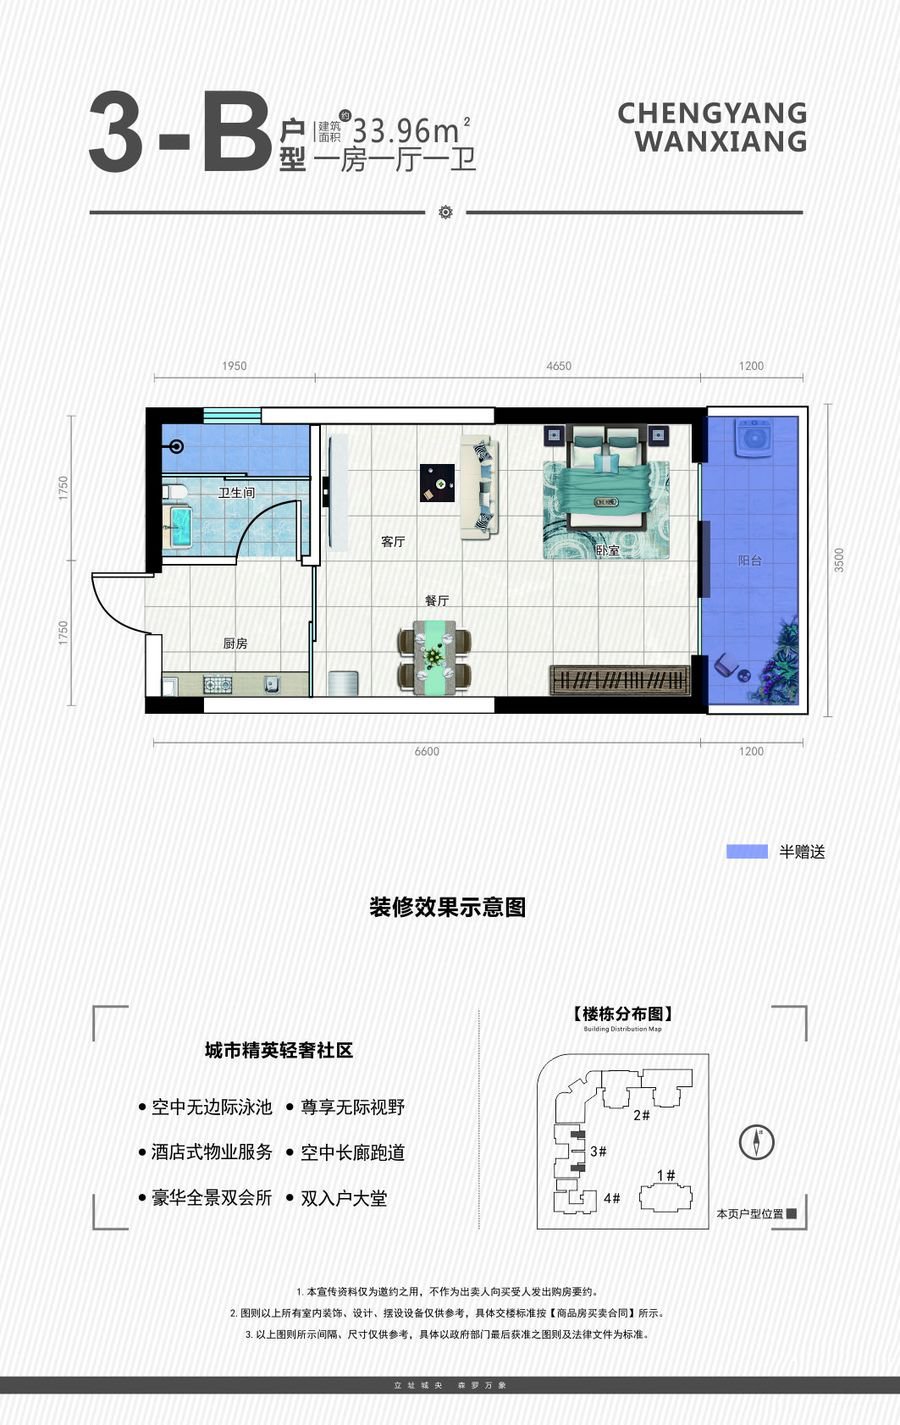 3-B
户型
建筑面积
约
33.96m²
一房一厅一卫
CHENGYANG
WANXIANG
1950
4650
1200
1750
1750
3500
卫生间
客厅
卧室
阳台
餐厅
厨房
6600
1200
半赠送
装修效果示意图
城市精英轻奢社区
● 空中无边际泳池 ● 尊享无际视野
● 酒店式物业服务 ● 空中长廊跑道
● 豪华全景双会所 ● 双入户大堂
【楼栋分布图】
Building Distribution Map
2#
3#
1#
4#
北
本页户型位置
1. 本宣传资料仅为邀约之用，不作为出卖人向买受人发出购房要约。
2. 图则以上所有室内装饰、设计、摆设设备仅供参考，具体交楼标准按【商品房买卖合同】所示。
3. 以上图则所示间隔、尺寸仅供参考，具体以政府部门最后获准之图则及法律文件为标准。
立址城央 森罗万象